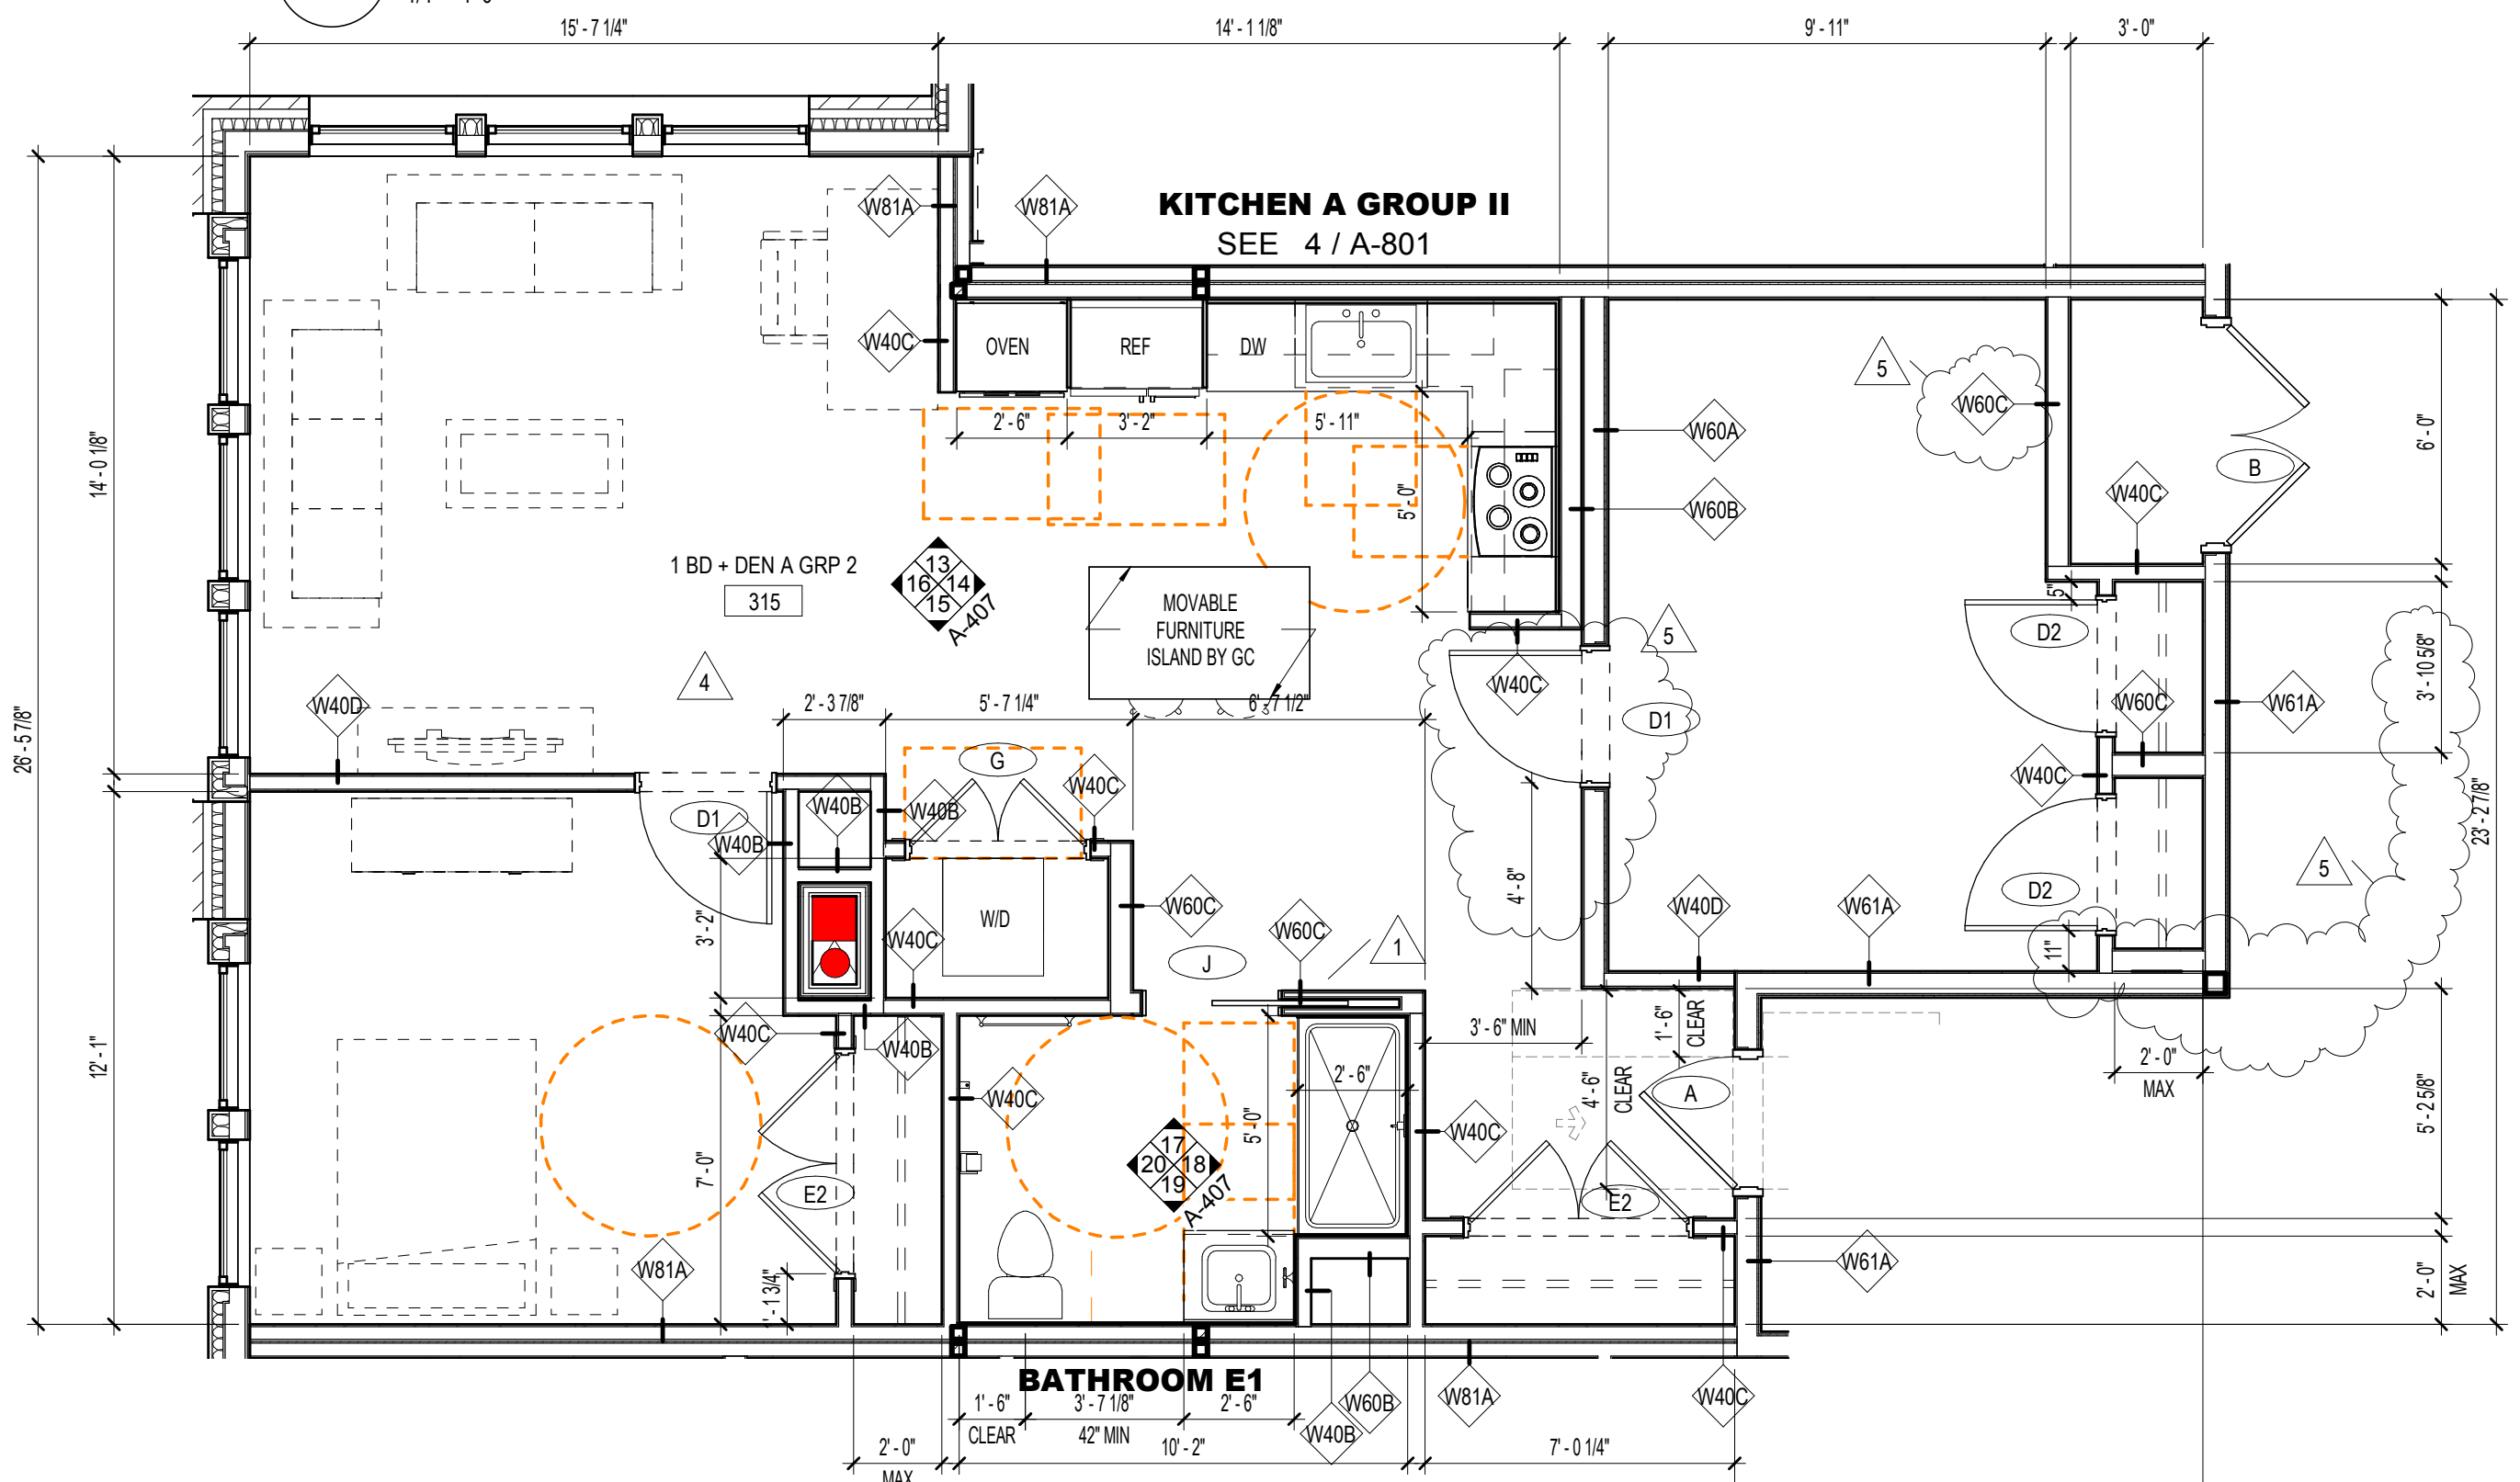 15' - 7 1/4"
14' - 1 1/8"
9' - 11"
3' - 0"
KITCHEN A GROUP II
SEE 4 / A-801
W81A
W81A
W40C
OVEN
REF
DW
5
W60C
W60A
W60B
6' - 0"
B
W40C
2' - 6"
3' - 2"
5' - 11"
5' - 0"
14' - 0 1/8"
26' - 5 7/8"
1 BD + DEN A GRP 2
315
13
16
14
15
A-407
MOVABLE
FURNITURE
ISLAND BY GC
5
W40C
D1
5"
D2
W60C
W61A
3' - 10 5/8"
W40C
23' - 2 7/8"
4
W40D
2' - 3 7/8"
5' - 7 1/4"
6' - 7 1/2"
G
W40C
W40B
W40B
W40B
D1
3' - 2"
W/D
W60C
W40C
W60C
1
J
4' - 8"
W40D
W61A
D2
5
11"
12' - 1"
W40C
W40B
W40C
3' - 6" MIN
1' - 6"
CLEAR
4' - 6"
CLEAR
A
2' - 0"
MAX
2' - 6"
5' - 0"
W40C
17
20
18
19
A-407
7' - 0"
E2
E2
5' - 2 5/8"
W81A
1 3/4"
W61A
2' - 0"
MAX
BATHROOM E1
1' - 6"
CLEAR
3' - 7 1/8"
42" MIN
2' - 6"
W60B
W40B
W81A
W40C
2' - 0"
MAX
10' - 2"
7' - 0 1/4"